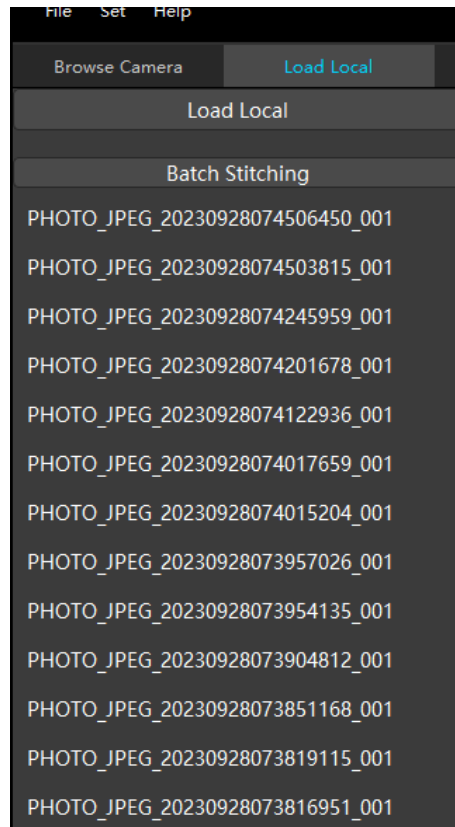 File Set Help
Browse Camera Load Local
Load Local
Batch Stitching
PHOTO_JPEG_20230928074506450_001
PHOTO_JPEG_20230928074503815_001
PHOTO_JPEG_20230928074245959_001
PHOTO_JPEG_20230928074201678_001
PHOTO_JPEG_20230928074122936_001
PHOTO_JPEG_20230928074017659_001
PHOTO_JPEG_20230928074015204_001
PHOTO_JPEG_20230928073957026_001
PHOTO_JPEG_20230928073954135_001
PHOTO_JPEG_20230928073904812_001
PHOTO_JPEG_20230928073851168_001
PHOTO_JPEG_20230928073819115_001
PHOTO_JPEG_20230928073816951_001